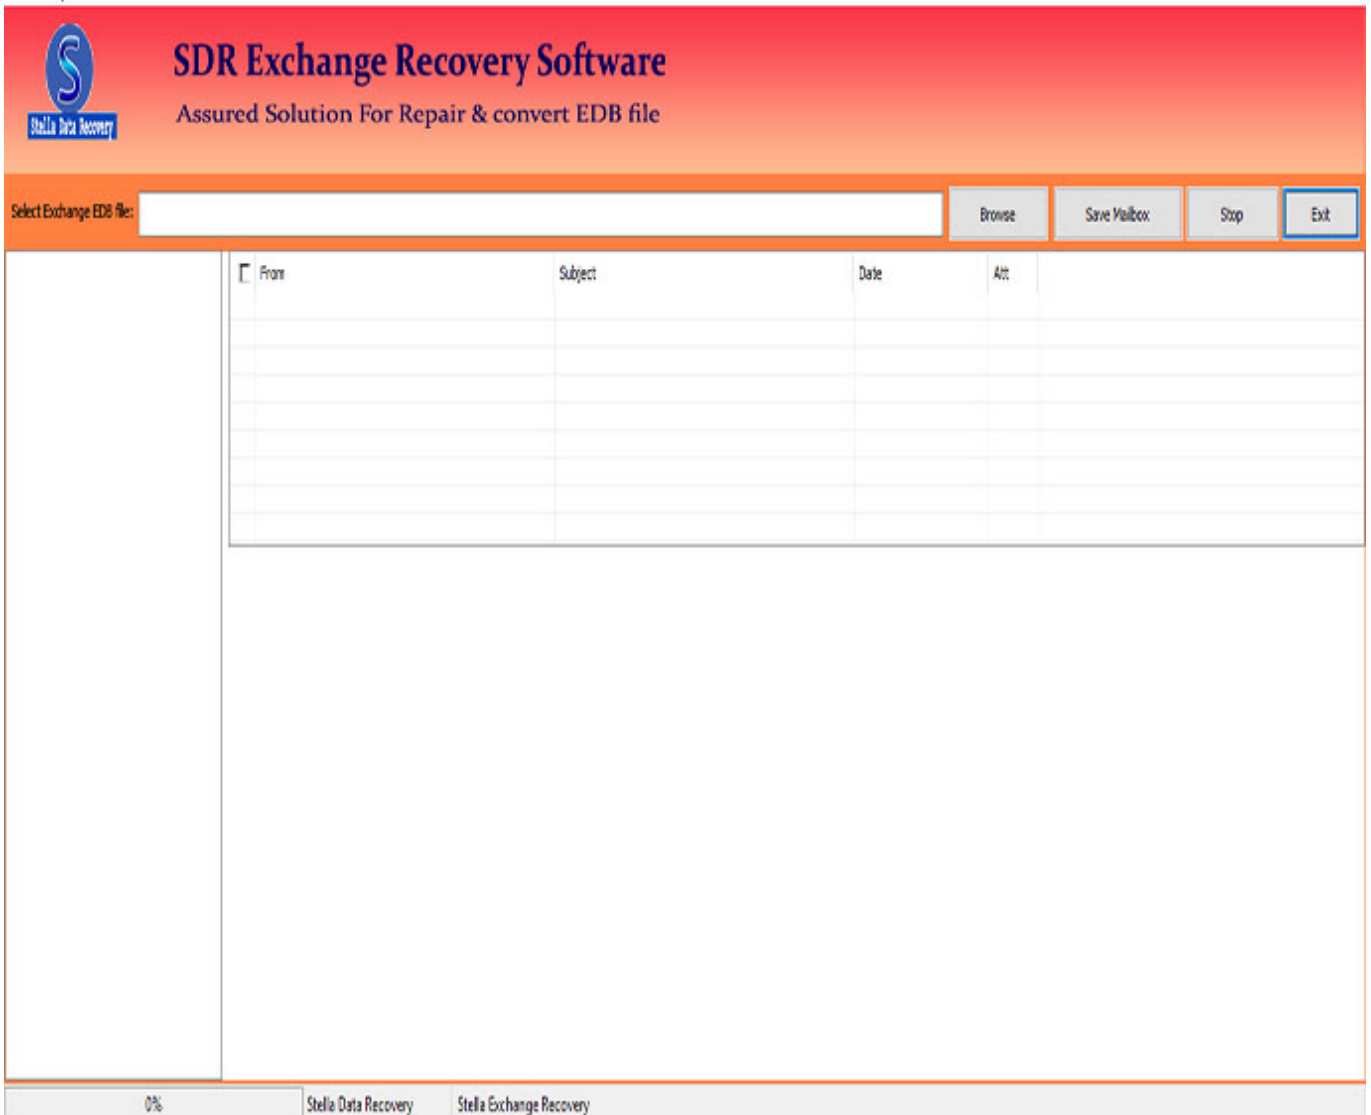 SDR Exchange Recovery Software
Assured Solution For Repair & convert EDB file
S
Stella Data Recovery
Select Exchange EDB file:
Browse
Save Mailbox
Stop
Exit
From Subject Date Att
0% Stella Data Recovery Stella Exchange Recovery